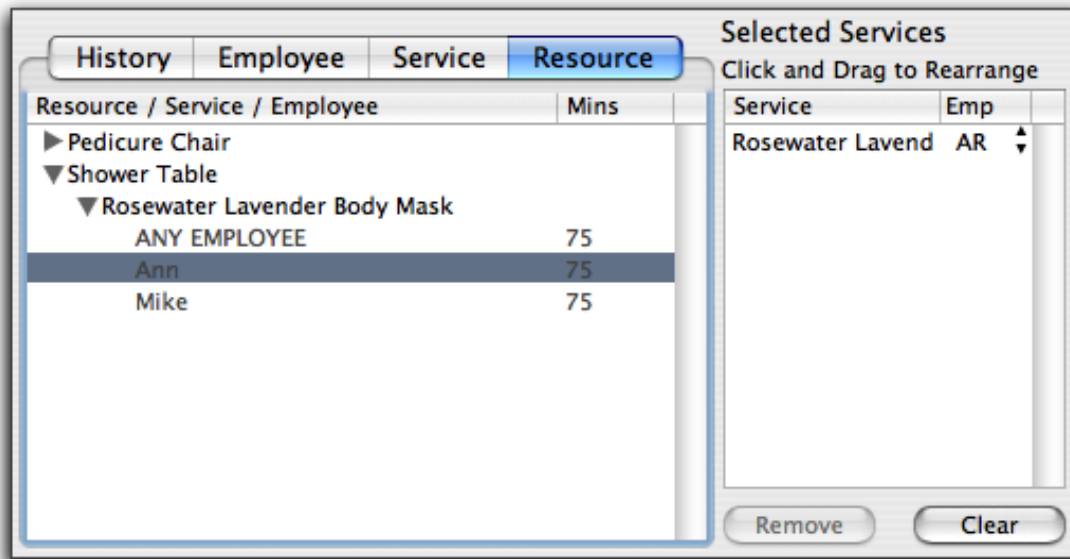 History Employee Service Resource
Resource / Service / Employee Mins
Pedicure Chair
Shower Table
Rosewater Lavender Body Mask
ANY EMPLOYEE 75
Ann 75
Mike 75
Selected Services
Click and Drag to Rearrange
Service Emp
Rosewater Lavend AR
Remove Clear